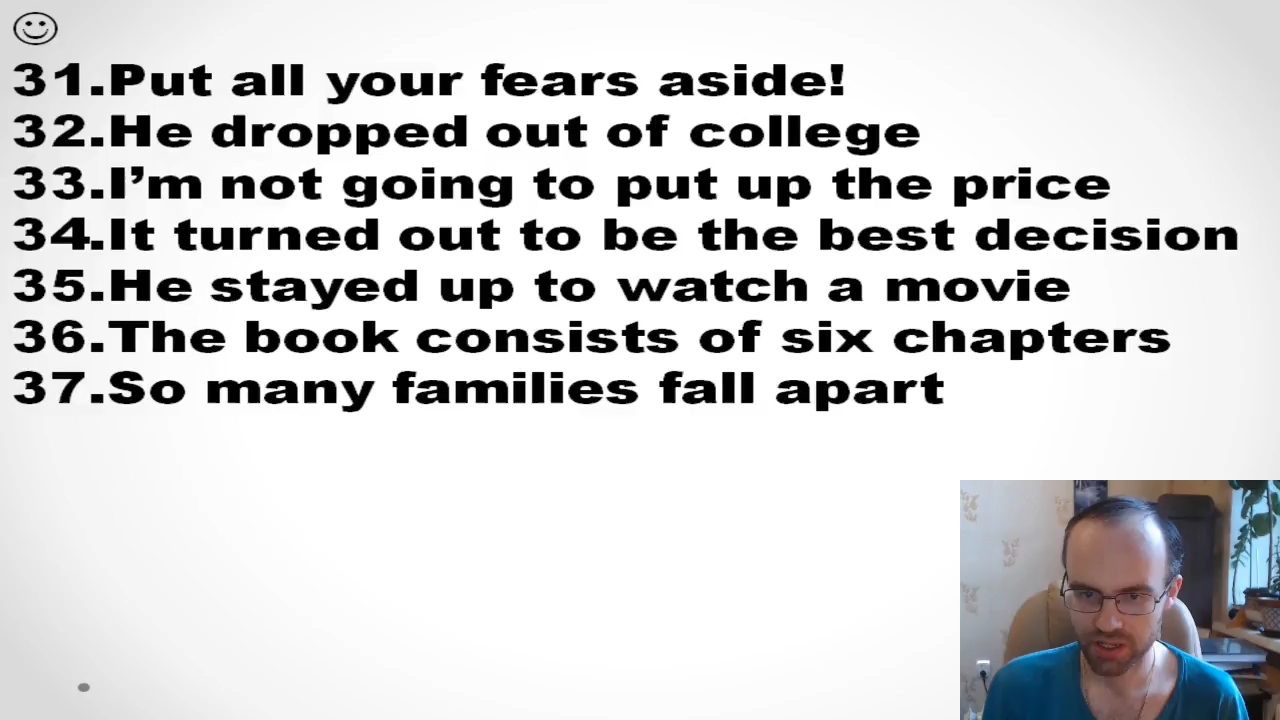 31.Put all your fears aside!
32.He dropped out of college
33.I’m not going to put up the price
34.It turned out to be the best decision
35.He stayed up to watch a movie
36.The book consists of six chapters
37.So many families fall apart